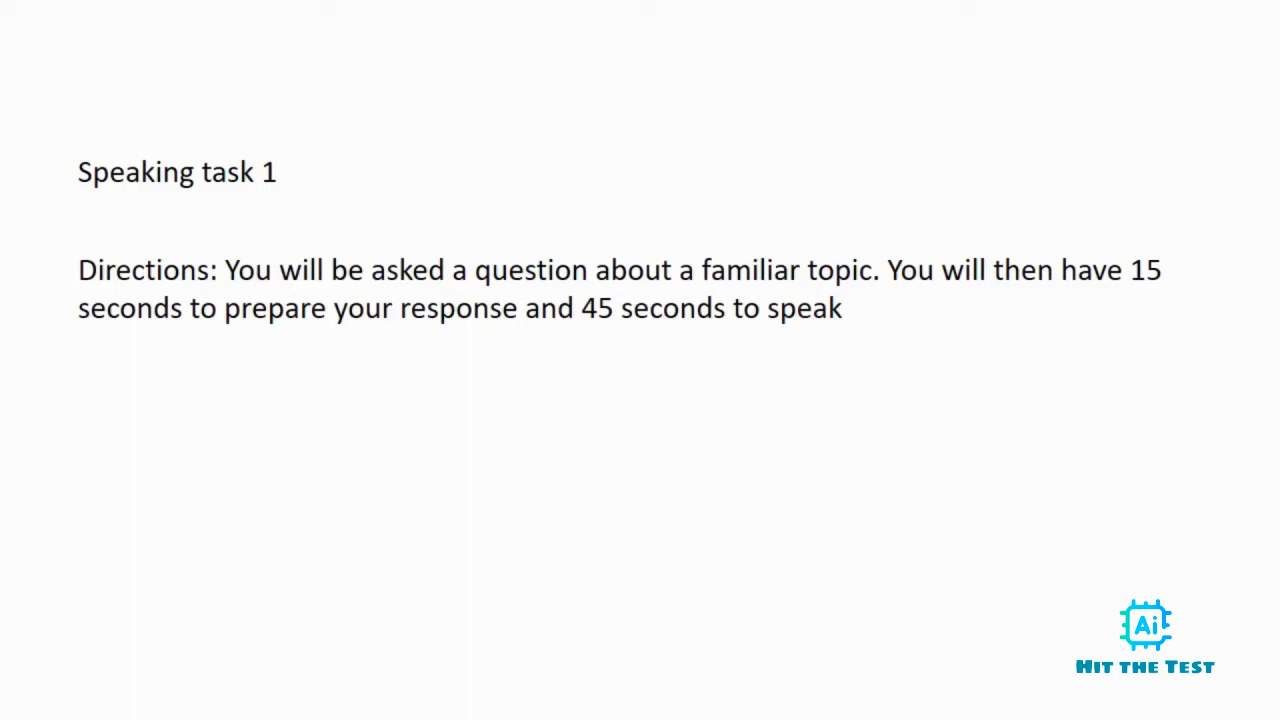 Speaking task 1
Directions: You will be asked a question about a familiar topic. You will then have 15
seconds to prepare your response and 45 seconds to speak
Ai
HIT THE TEST